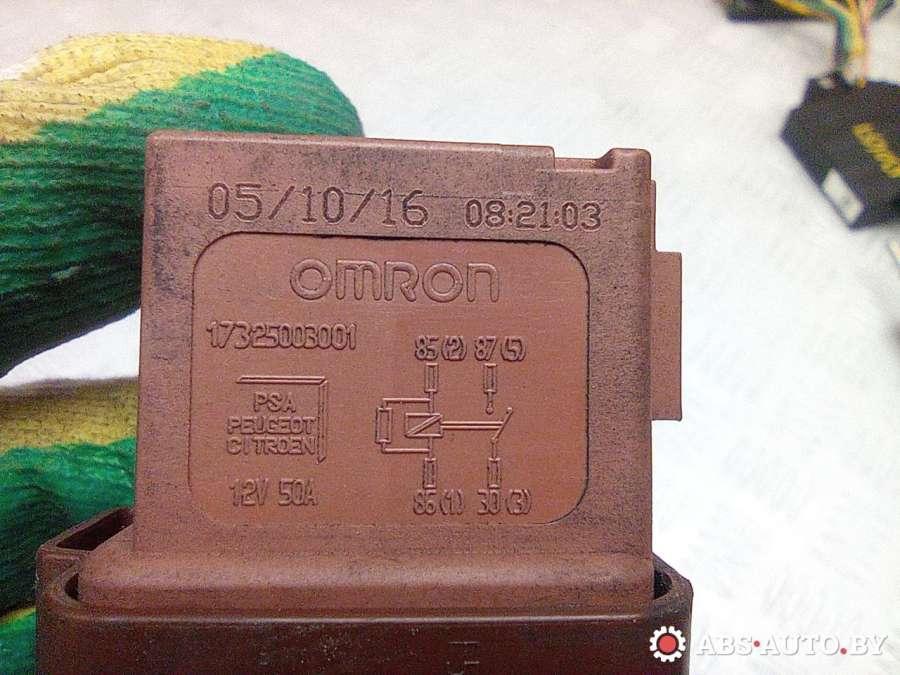 05/10/16 08:21:03
OMRON
17325003001
85(2) 87(5)
PSA
PEUGEOT
CITROEN
12V 50A
86(1) 30(3)
ABS-AUTO.BY